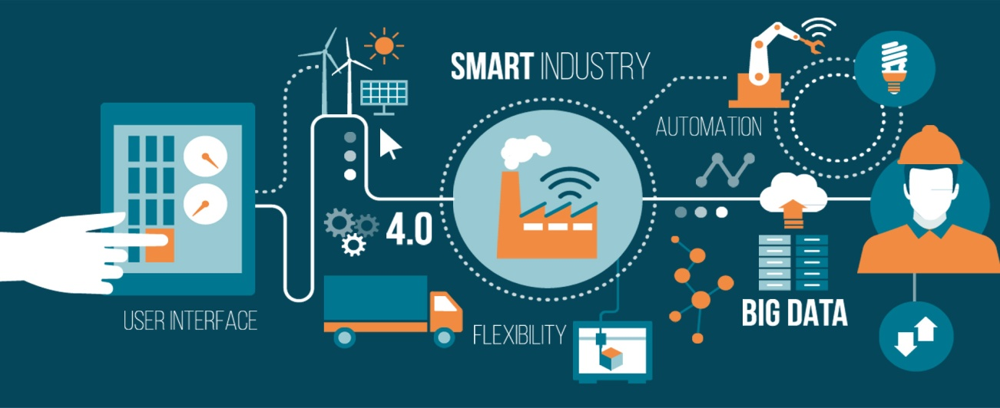 SMART INDUSTRY
AUTOMATION
4.0
USER INTERFACE
FLEXIBILITY
BIG DATA